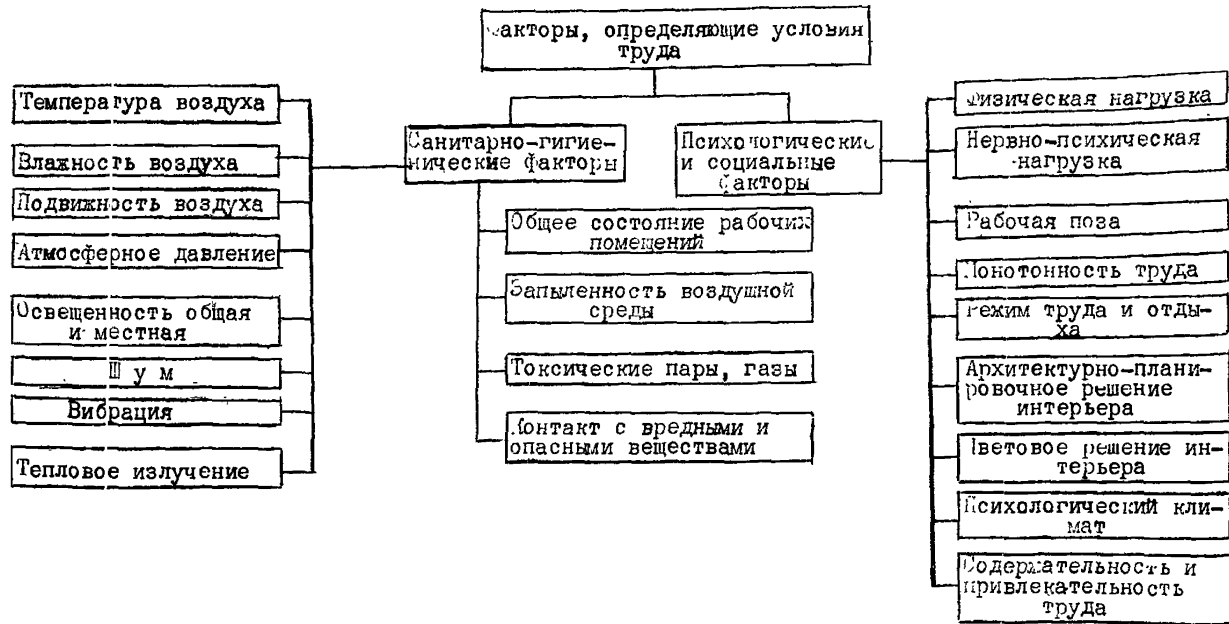 Факторы, определяющие условия
труда
Температура воздуха
Влажность воздуха
Подвижность воздуха
Атмосферное давление
Освещенность общая
и местная
Ш у м
Вибрация
Тепловое излучение
Санитарно-гигие-
нические факторы
Общее состояние рабочих
помещений
Запыленность воздушной
среды
Токсические пары, газы
Контакт с вредными и
опасными веществами
Психологические
и социальные
факторы
Физическая нагрузка
Нервно-психическая
нагрузка
Рабочая поза
Монотонность труда
Режим труда и отды-
ха
Архитектурно-плани-
ровочное решение
интерьера
Цветовое решение ин-
терьера
Психологический кли-
мат
Содержательность и
привлекательность
труда